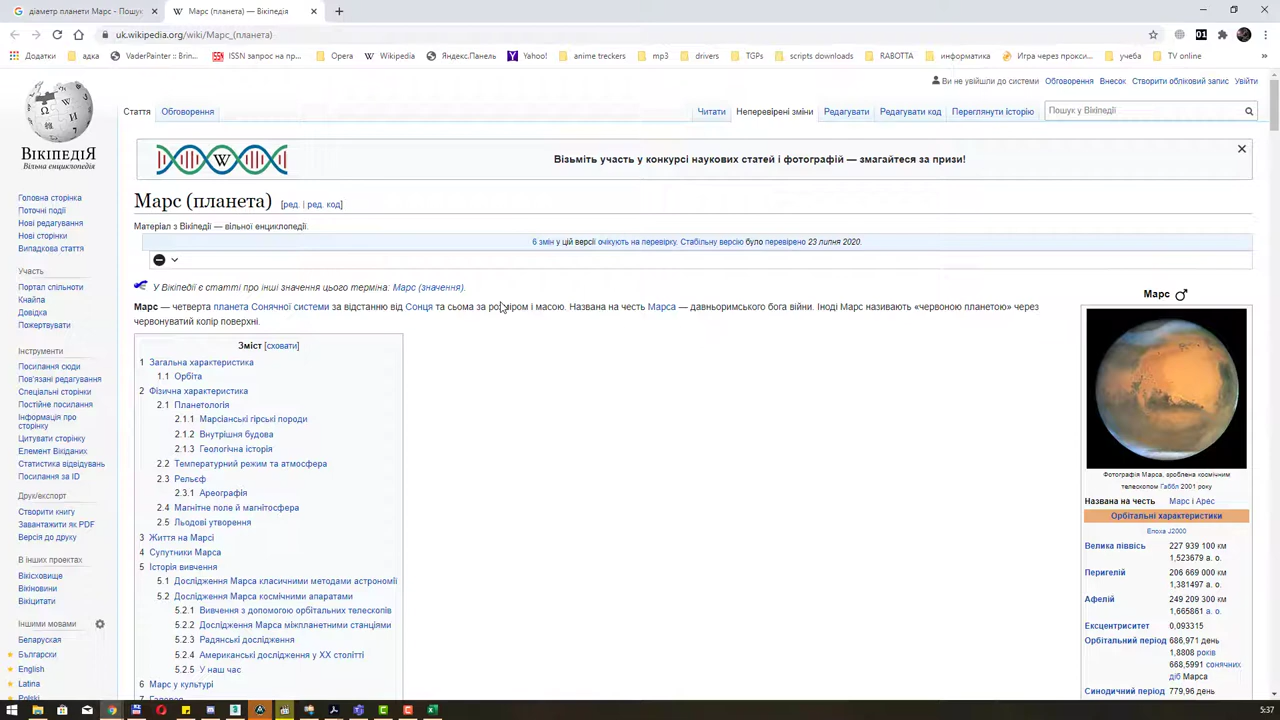 діаметр планети Марс - Пошук
Марс (планета) — Вікіпедія
uk.wikipedia.org/wiki/Марс_(планета)
Додатки
адка
VaderPainter :: Brin...
ISSN запрос на про...
Opera
Wikipedia
Яндекс.Панель
Yahoo!
anime treckers
mp3
drivers
TGPs
scripts downloads
RABOTTA
информатика
Игра через прокси...
учеба
TV online
»
Ви не увійшли до системи Обговорення Внесок Створити обліковий запис Увійти
Стаття Обговорення Читати Неперевірені зміни Редагувати Редагувати код Переглянути історію Пошук у Вікіпедії
ВікіпедіЯ
Вільна енциклопедія
Візьміть участь у конкурсі наукових статей і фотографій — змагайтеся за призи!
Головна сторінка
Поточні події
Нові редагування
Нові сторінки
Випадкова стаття
Участь
Портал спільноти
Кнайпа
Довідка
Пожертвувати
Інструменти
Посилання сюди
Пов'язані редагування
Спеціальні сторінки
Постійне посилання
Інформація про
сторінку
Цитувати сторінку
Елемент Вікіданих
Статистика відвідувань
Посилання за ID
Друк/експорт
Створити книгу
Завантажити як PDF
Версія до друку
В інших проектах
Вікісховище
Вікіновини
Вікіцитати
Іншими мовами
Беларуская
Български
English
Latina
Polski
Марс (планета) [ред. | ред. код]
Матеріал з Вікіпедії — вільної енциклопедії.
6 змін у цій версії очікують на перевірку. Стабільну версію було перевірено 23 липня 2020.
У Вікіпедії є статті про інші значення цього терміна: Марс (значення).
Марс — четверта планета Сонячної системи за відстанню від Сонця та сьома за розміром і масою. Названа на честь Марса — давньоримського бога війни. Іноді Марс називають «червоною планетою» через
червонуватий колір поверхні.
Зміст [сховати]
1 Загальна характеристика
1.1 Орбіта
2 Фізична характеристика
2.1 Планетологія
2.1.1 Марсіанські гірські породи
2.1.2 Внутрішня будова
2.1.3 Геологічна історія
2.2 Температурний режим та атмосфера
2.3 Рельєф
2.3.1 Ареографія
2.4 Магнітне поле й магнітосфера
2.5 Льодові утворення
3 Життя на Марсі
4 Супутники Марса
5 Історія вивчення
5.1 Дослідження Марса класичними методами астрономії
5.2 Дослідження Марса космічними апаратами
5.2.1 Вивчення з допомогою орбітальних телескопів
5.2.2 Дослідження Марса міжпланетними станціями
5.2.3 Радянські дослідження
5.2.4 Американські дослідження у XX столітті
5.2.5 У наш час
6 Марс у культурі
7 Галерея
Марс ♂
Фотографія Марса, зроблена космічним
телескопом Габбл 2001 року
Названа на честь Марс і Арес
Орбітальні характеристики
Епоха J2000
Велика піввісь 227 939 100 км
1,523679 а. о.
Перигелій 206 669 000 км
1,381497 а. о.
Афелій 249 209 300 км
1,665861 а. о.
Ексцентриситет 0,093315
Орбітальний період 686,971 день
1,8808 років
668,5991 сонячних
діб Марса
Синодичний період 779,96 день
5:37